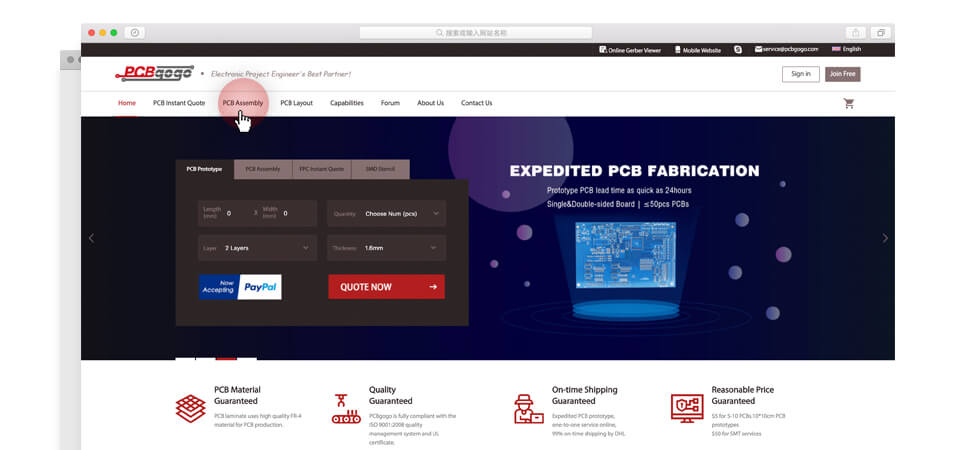 搜索或输入网站名称
Online Gerber Viewer
Mobile Website
service@pcbgogo.com
English
PCBgogo
Electronic Project Engineer's Best Partner!
Sign in
Join Free
Home
PCB Instant Quote
PCB Assembly
PCB Layout
Capabilities
Forum
About Us
Contact Us
PCB Prototype
PCB Assembly
FPC Instant Quote
SMD Stencil
Length
(mm)
0
X
Width
(mm)
0
Quantity
Choose Num (pcs)
Layer
2 Layers
Thickness
1.6mm
Now
Accepting
PayPal
QUOTE NOW
EXPEDITED PCB FABRICATION
Prototype PCB lead time as quick as 24hours
Single&Double-sided Board | ≤50pcs PCBs
PCB Material
Guaranteed
PCB laminate uses high quality FR-4
material for PCB production.
Quality
Guaranteed
PCBgogo is fully compliant with the
ISO 9001:2008 quality
management system and UL
certificate.
On-time Shipping
Guaranteed
Expedited PCB prototype,
one-to-one service online,
99% on-time shipping by DHL
Reasonable Price
Guaranteed
$5 for 5-10 PCBs,10*10cm PCB
prototypes
$50 for SMT services